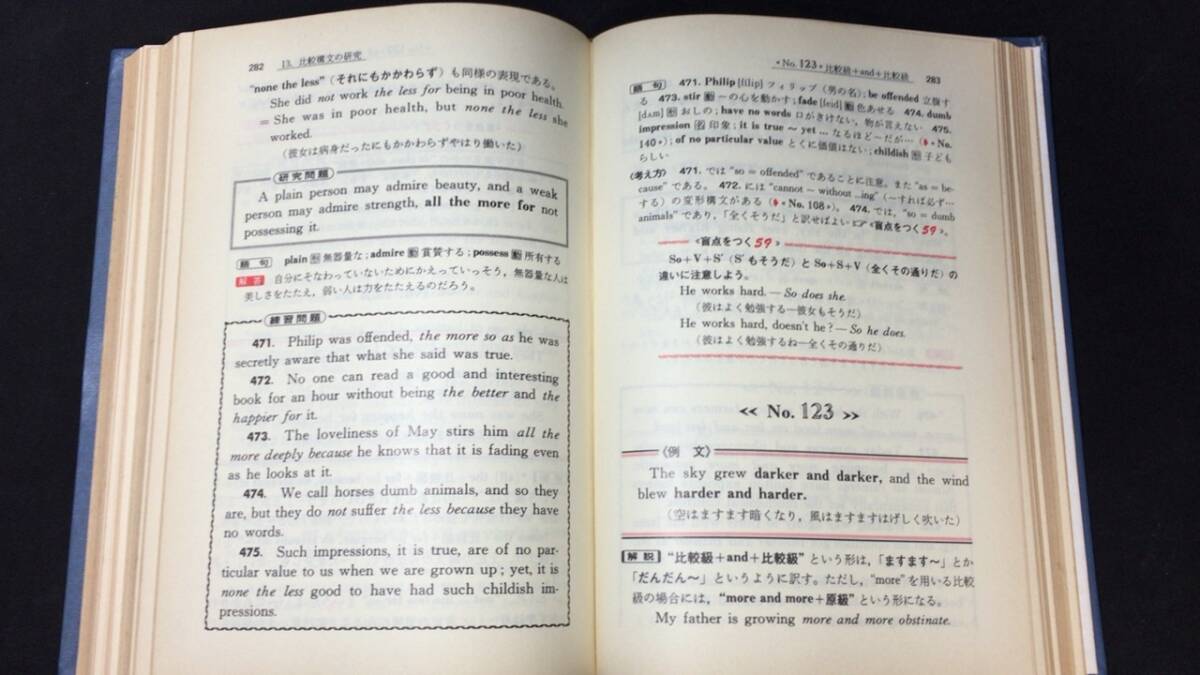 282 13. 比較構文の研究
"none the less"(それにもかかわらず)も同様の表現である。
She did not work the less for being in poor health.
= She was in poor health, but none the less she
worked.
(彼女は病身だったにもかかわらずやはり働いた)
研究問題
A plain person may admire beauty, and a weak
person may admire strength, all the more for not
possessing it.
語句 plain 形 無器量な; admire 動 賞賛する; possess 動 所有する
解答 自分にそなわっていないためにかえっていっそう,無器量な人は
美しさをたたえ,弱い人は力をたたえるのだろう。
練習問題
471. Philip was offended, the more so as he was
secretly aware that what she said was true.
472. No one can read a good and interesting
book for an hour without being the better and the
happier for it.
473. The loveliness of May stirs him all the
more deeply because he knows that it is fading even
as he looks at it.
474. We call horses dumb animals, and so they
are, but they do not suffer the less because they have
no words.
475. Such impressions, it is true, are of no par-
ticular value to us when we are grown up; yet, it is
none the less good to have had such childish im-
pressions.
«No. 123» 比較級+and+比較級 283
語句 471. Philip [fílip] フィリップ(男の名); be offended 立腹す
る 473. stir 動 ~の心を動かす; fade [feid] 動 色あせる 474. dumb
[dʌm] 形 おしの; have no words 口がきけない,物が言えない 475.
impression 名 印象; it is true ~ yet … なるほど~だが…(No.
140); of no particular value とくに価値はない; childish 形 子ども
らしい
〈考え方〉 471. では "so = offended" であることに注意。また "as = be-
cause" である。 472. には "cannot ~ without …ing" (~すれば必ず…
する)の変形構文がある(No. 108)。 474. では, "so = dumb
animals" であり,「全くそうだ」と訳せばよい ☞〈盲点をつく59〉。
〈盲点をつく59〉
So+V+S′(S′もそうだ)と So+S+V(全くその通りだ)の
違いに注意しよう。
He works hard. — So does she.
(彼はよく勉強する—彼女もそうだ)
He works hard, doesn't he? — So he does.
(彼はよく勉強するね—全くその通りだ)
<< No. 123 >>
〈例 文〉
The sky grew darker and darker, and the wind
blew harder and harder.
(空はますます暗くなり,風はますますはげしく吹いた)
解説 "比較級+and+比較級" という形は,「ますます~」とか
「だんだん~」というように訳す。ただし, "more" を用いる比較
級の場合には, "more and more+原級" という形になる。
My father is growing more and more obstinate.